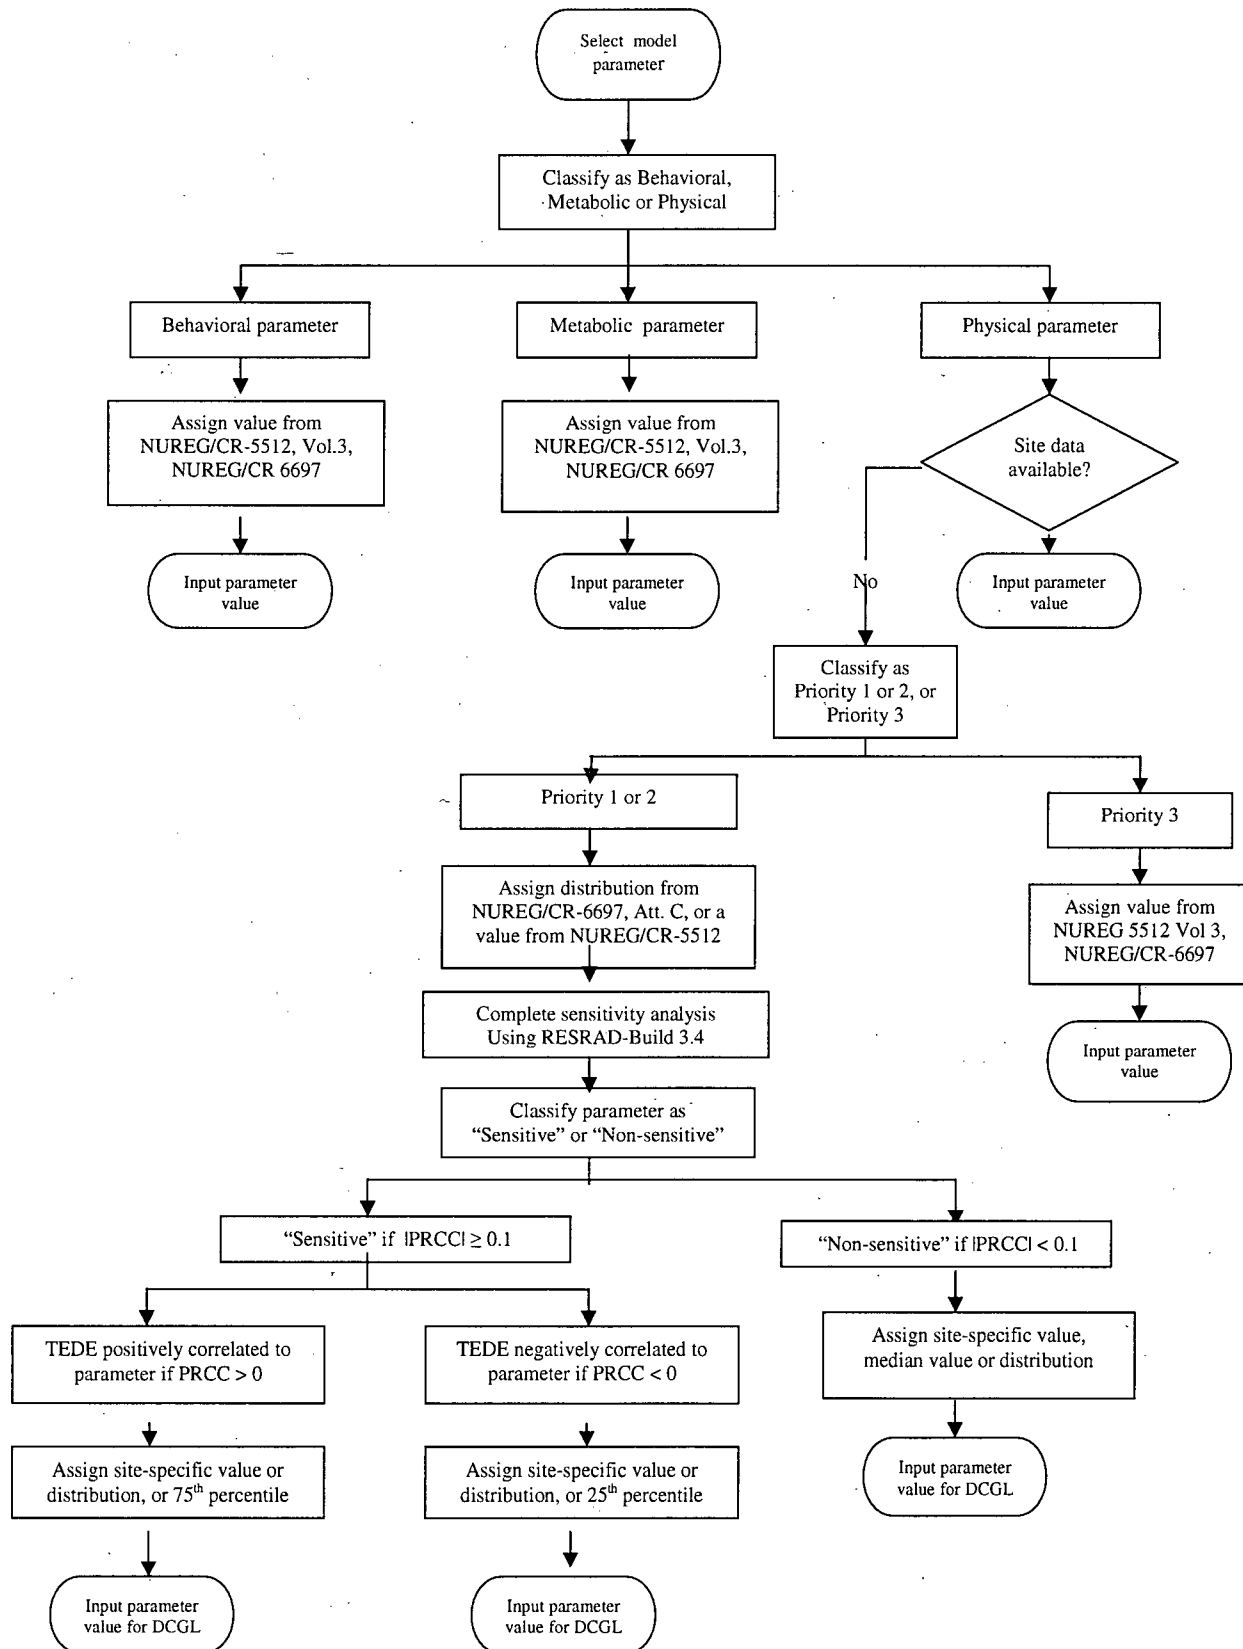 Select model
parameter
Classify as Behavioral,
Metabolic or Physical
Behavioral parameter
Metabolic parameter
Physical parameter
Assign value from
NUREG/CR-5512, Vol.3,
NUREG/CR 6697
Assign value from
NUREG/CR-5512, Vol.3,
NUREG/CR 6697
Site data
available?
Input parameter
value
Input parameter
value
Input parameter
value
No
Classify as
Priority 1 or 2, or
Priority 3
Priority 1 or 2
Priority 3
Assign distribution from
NUREG/CR-6697, Att. C, or a
value from NUREG/CR-5512
Assign value from
NUREG 5512 Vol 3,
NUREG/CR-6697
Complete sensitivity analysis
Using RESRAD-Build 3.4
Input parameter
value
Classify parameter as
“Sensitive” or “Non-sensitive”
“Sensitive” if |PRCC| ≥ 0.1
“Non-sensitive” if |PRCC| < 0.1
TEDE positively correlated to
parameter if PRCC > 0
TEDE negatively correlated to
parameter if PRCC < 0
Assign site-specific value,
median value or distribution
Assign site-specific value or
distribution, or 75th percentile
Assign site-specific value or
distribution, or 25th percentile
Input parameter
value for DCGL
Input parameter
value for DCGL
Input parameter
value for DCGL